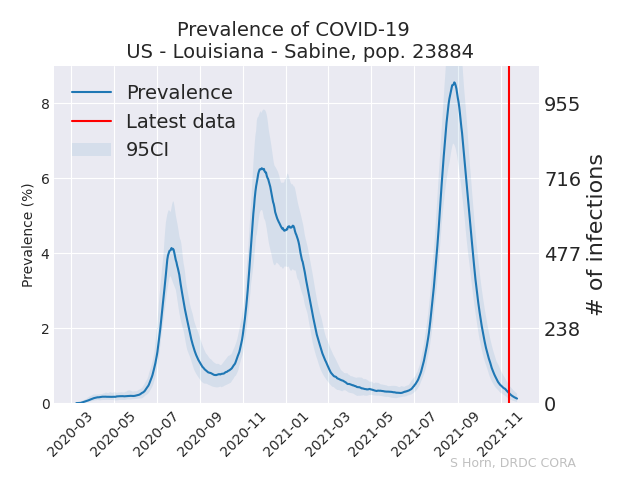 Prevalence of COVID-19
US - Louisiana - Sabine, pop. 23884
Prevalence
Latest data
95CI
Prevalence (%)
8
6
4
2
0
955
716
477
238
0
# of infections
2020-03
2020-05
2020-07
2020-09
2020-11
2021-01
2021-03
2021-05
2021-07
2021-09
2021-11
S Horn, DRDC CORA